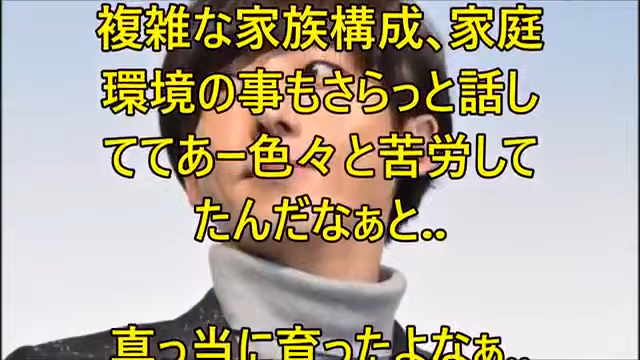 複雑な家族構成、家庭
環境の事もさらっと話し
ててあー色々と苦労して
たんだなぁと..
真っ当に育ったよなぁ..